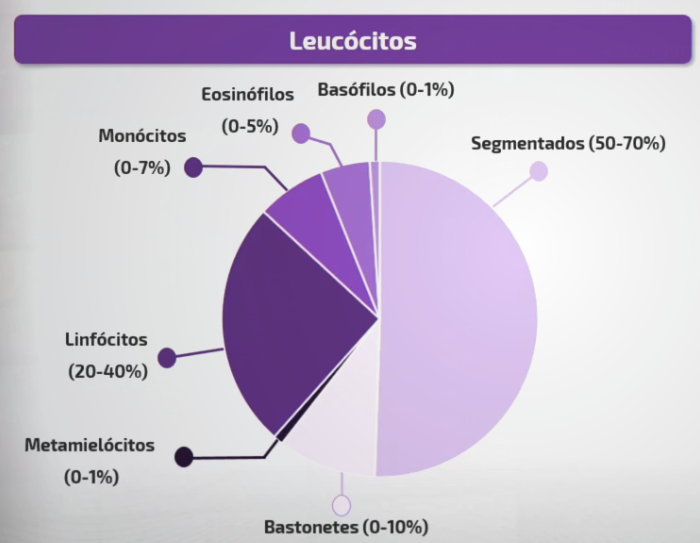 Leucócitos
Basófilos (0-1%)
Eosinófilos
(0-5%)
Monócitos
(0-7%)
Segmentados (50-70%)
Linfócitos
(20-40%)
Metamielócitos
(0-1%)
Bastonetes (0-10%)